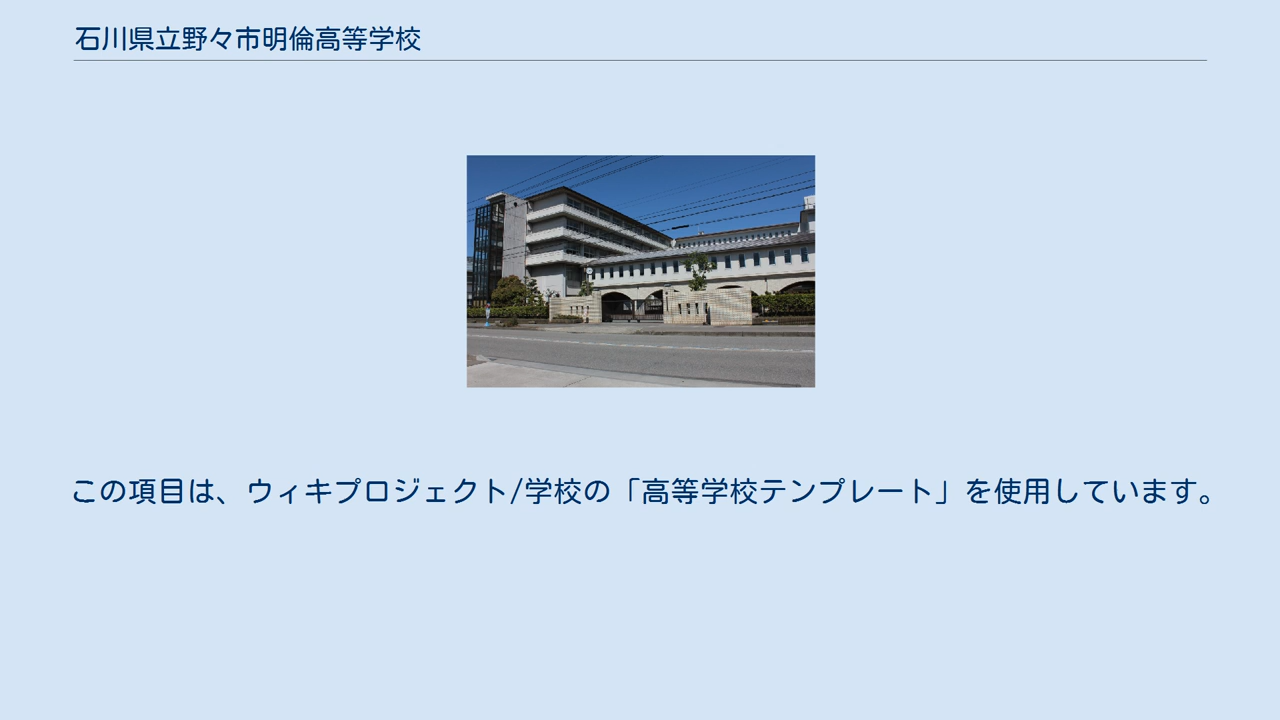 石川県立野々市明倫高等学校
この項目は、ウィキプロジェクト/学校の「高等学校テンプレート」を使用しています。